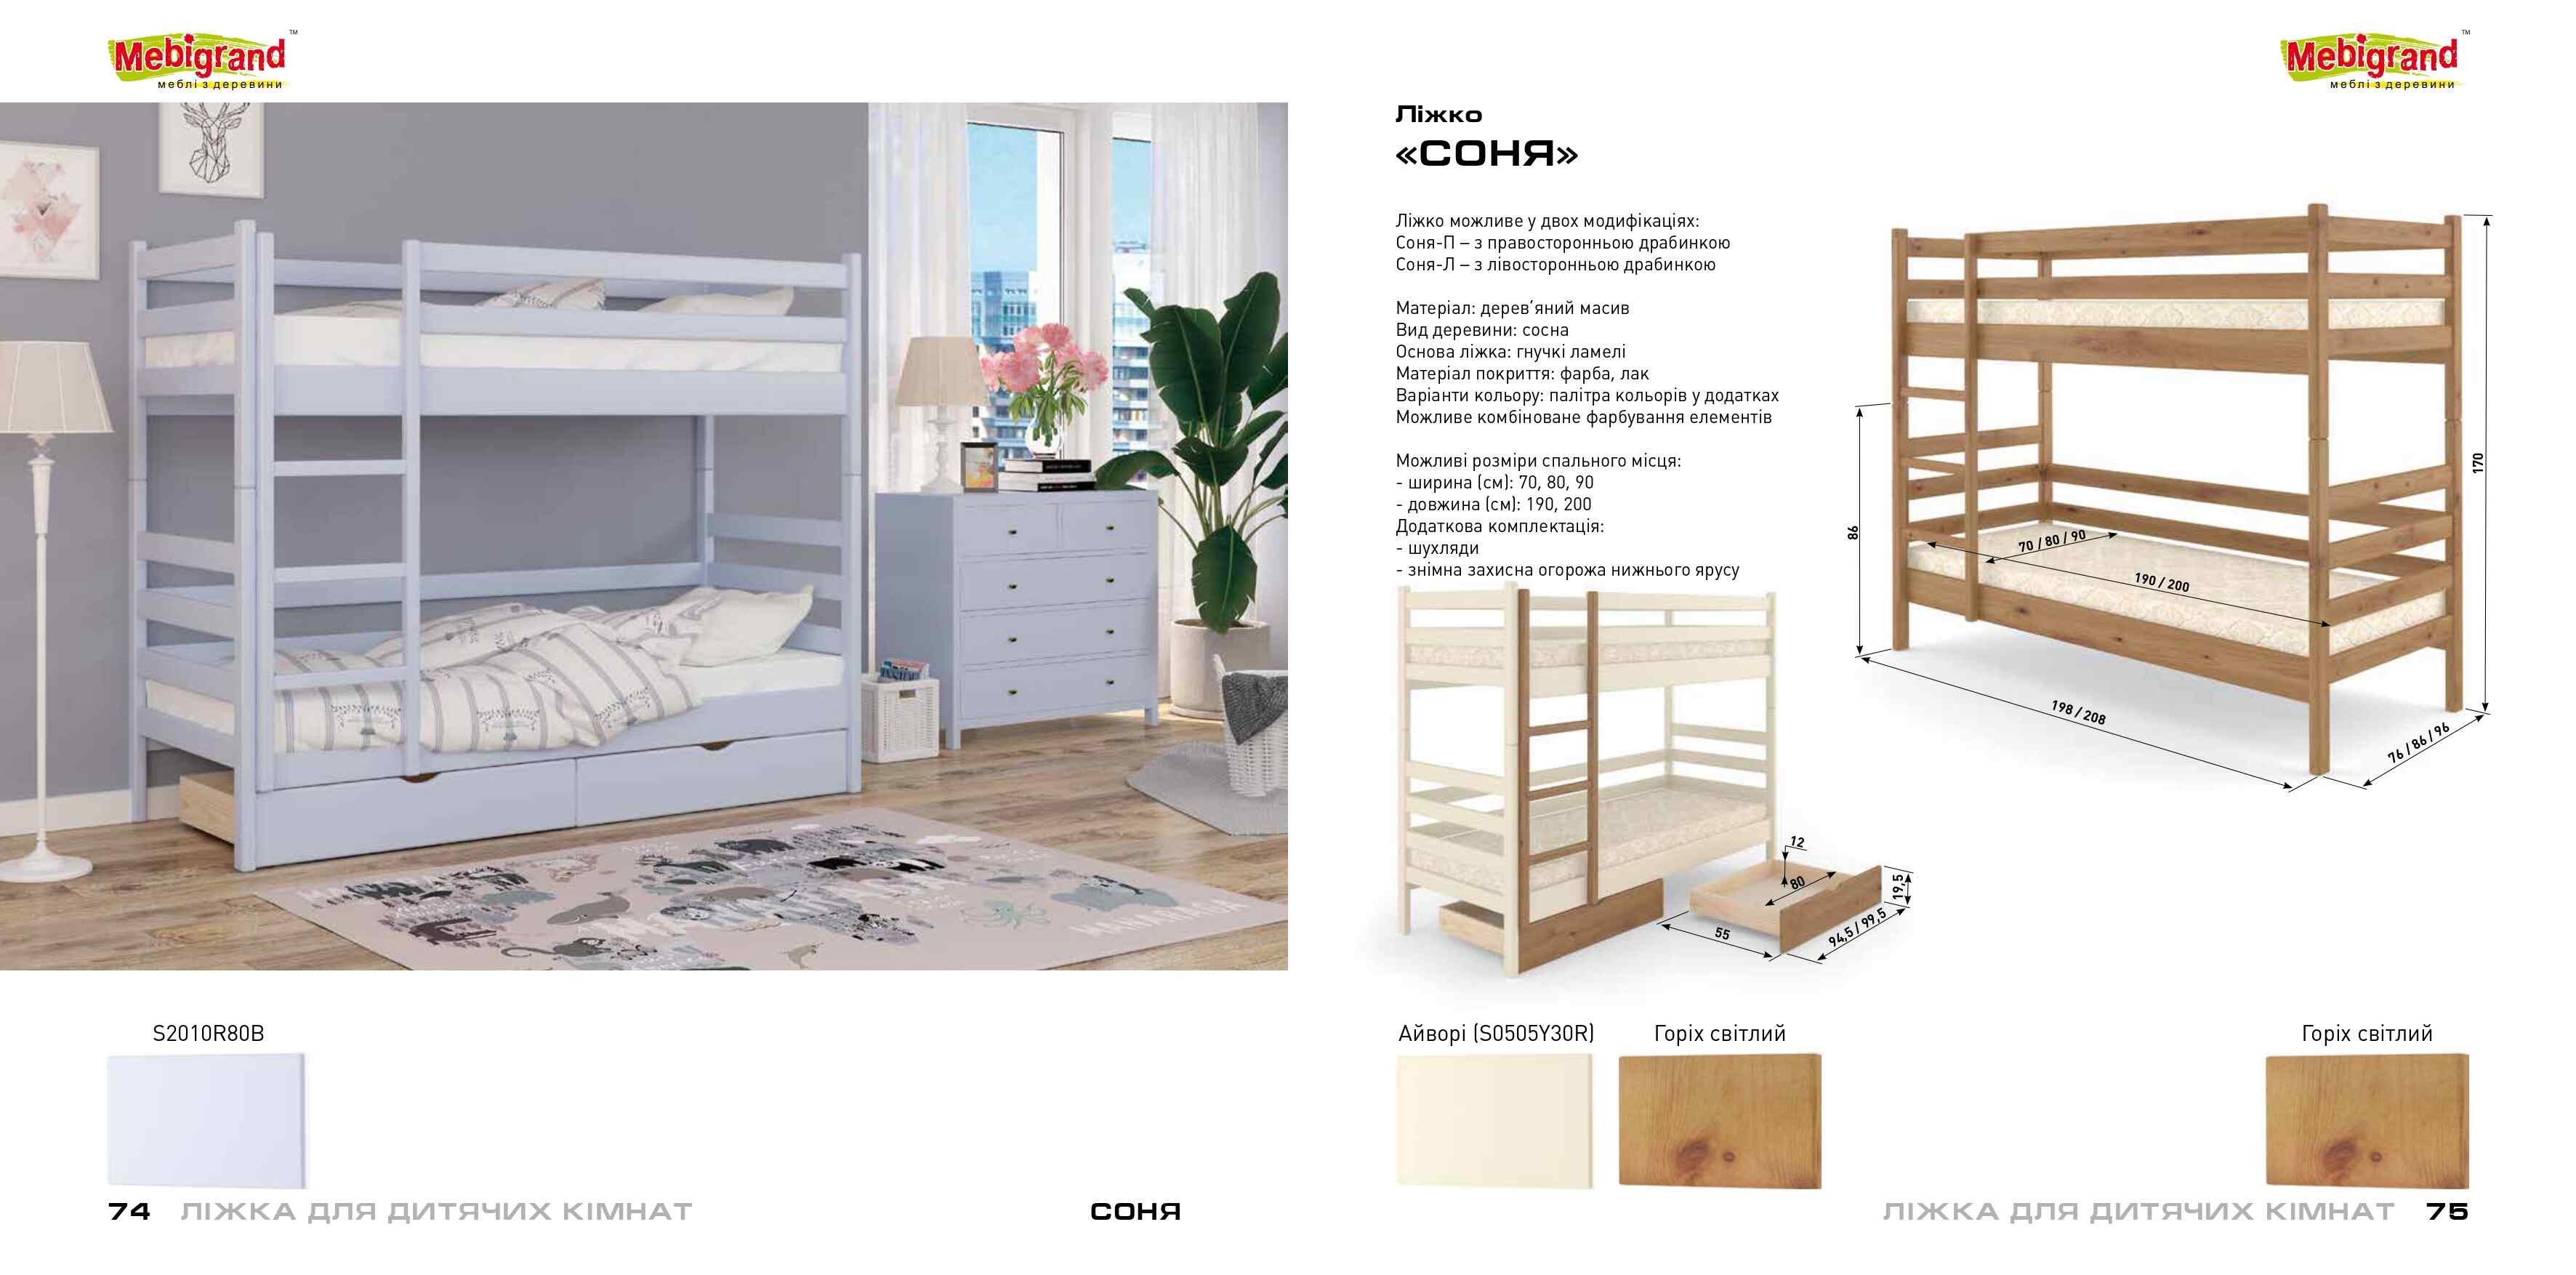 Mebigrand TM
меблі з деревини
S2010R80B
74 ЛІЖКА ДЛЯ ДИТЯЧИХ КІМНАТ
СОНЯ
Mebigrand TM
меблі з деревини
Ліжко
«СОНЯ»
Ліжко можливе у двох модифікаціях:
Соня-П – з правосторонньою драбинкою
Соня-Л – з лівосторонньою драбинкою
Матеріал: дерев’яний масив
Вид деревини: сосна
Основа ліжка: гнучкі ламелі
Матеріал покриття: фарба, лак
Варіанти кольору: палітра кольорів у додатках
Можливе комбіноване фарбування елементів
Можливі розміри спального місця:
- ширина (см): 70, 80, 90
- довжина (см): 190, 200
Додаткова комплектація:
- шухляди
- знімна захисна огорожа нижнього ярусу
170
86
70 / 80 / 90
190 / 200
198 / 208
76 / 86 / 96
12
80
19,5
55
94,5 / 99,5
Айворі (S0505Y30R)
Горіх світлий
Горіх світлий
ЛІЖКА ДЛЯ ДИТЯЧИХ КІМНАТ 75